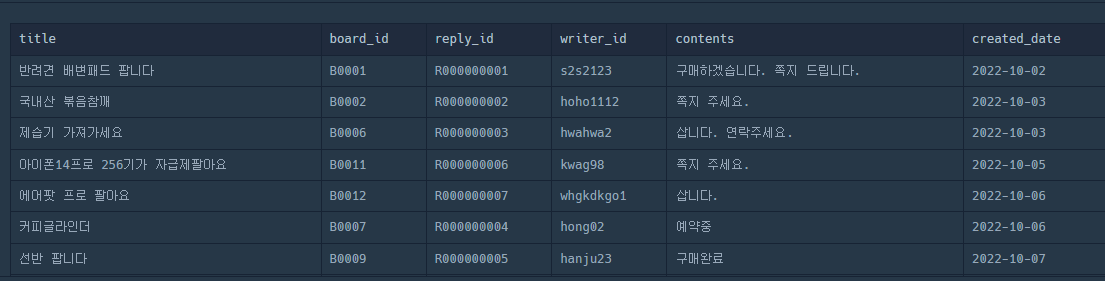 title board_id reply_id writer_id contents created_date
반려견 배변패드 팝니다 B0001 R000000001 s2s2123 구매하겠습니다. 쪽지 드립니다. 2022-10-02
국내산 볶음참깨 B0002 R000000002 hoho1112 쪽지 주세요. 2022-10-03
제습기 가져가세요 B0006 R000000003 hwahwa2 삽니다. 연락주세요. 2022-10-03
아이폰14프로 256기가 자급제팔아요 B0011 R000000006 kwag98 쪽지 주세요. 2022-10-05
에어팟 프로 팔아요 B0012 R000000007 whgkdkgo1 삽니다. 2022-10-06
커피글라인더 B0007 R000000004 hong02 예약중 2022-10-06
선반 팝니다 B0009 R000000005 hanju23 구매완료 2022-10-07